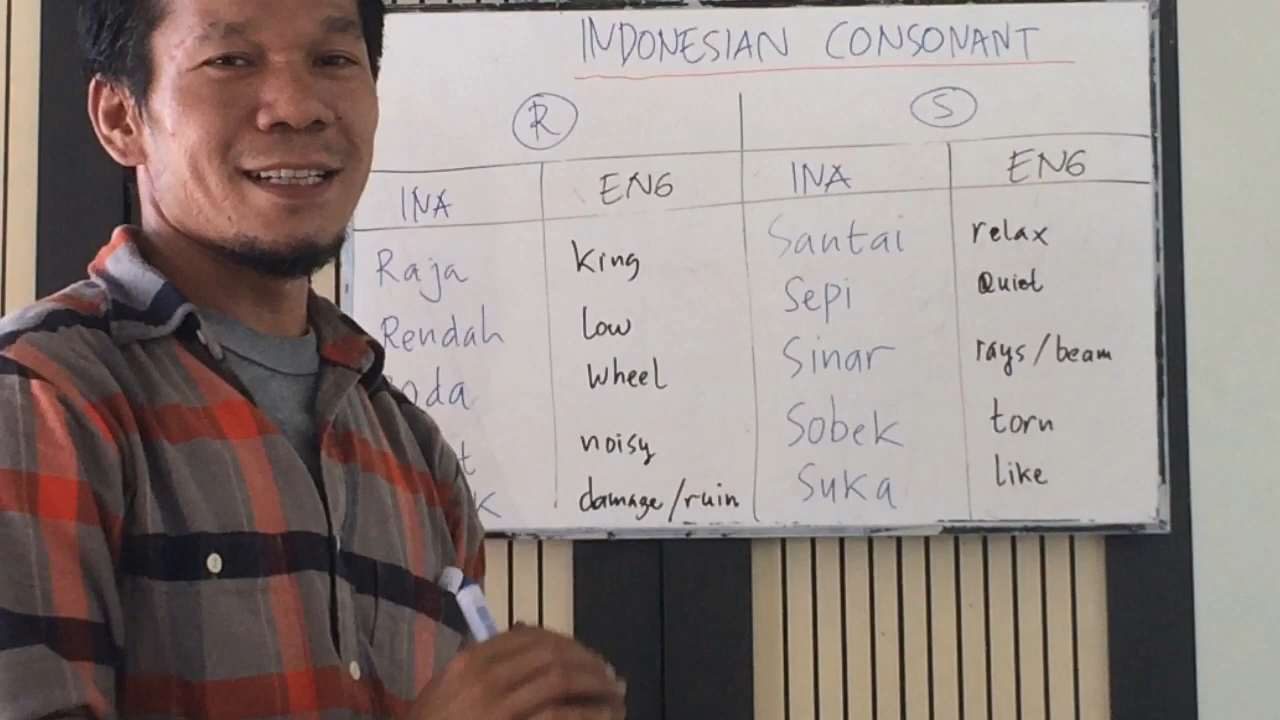 INDONESIAN CONSONANT
R S
INA ENG INA ENG
Raja King Santai relax
Rendah Low Sepi Quiet
oda Wheel Sinar rays/beam
t noisy Sobek torn
K damage/ruin Suka like